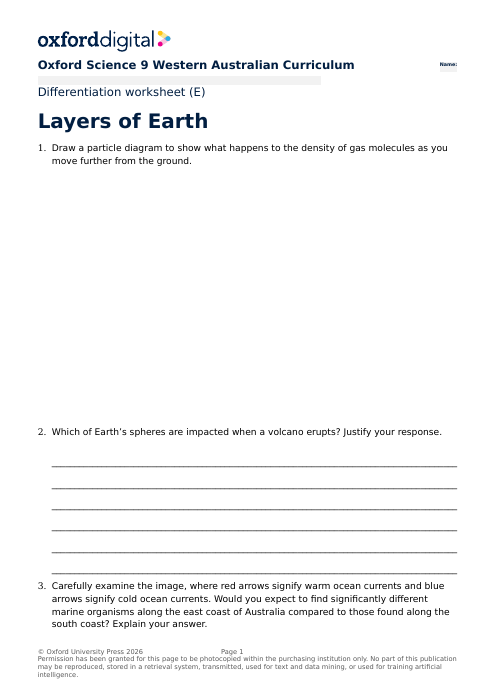 oxforddigital
Oxford Science 9 Western Australian Curriculum
Name:
Differentiation worksheet (E)
Layers of Earth
1. Draw a particle diagram to show what happens to the density of gas molecules as you
move further from the ground.
2. Which of Earth’s spheres are impacted when a volcano erupts? Justify your response.
3. Carefully examine the image, where red arrows signify warm ocean currents and blue
arrows signify cold ocean currents. Would you expect to find significantly different
marine organisms along the east coast of Australia compared to those found along the
south coast? Explain your answer.
© Oxford University Press 2026 Page 1
Permission has been granted for this page to be photocopied within the purchasing institution only. No part of this publication
may be reproduced, stored in a retrieval system, transmitted, used for text and data mining, or used for training artificial
intelligence.